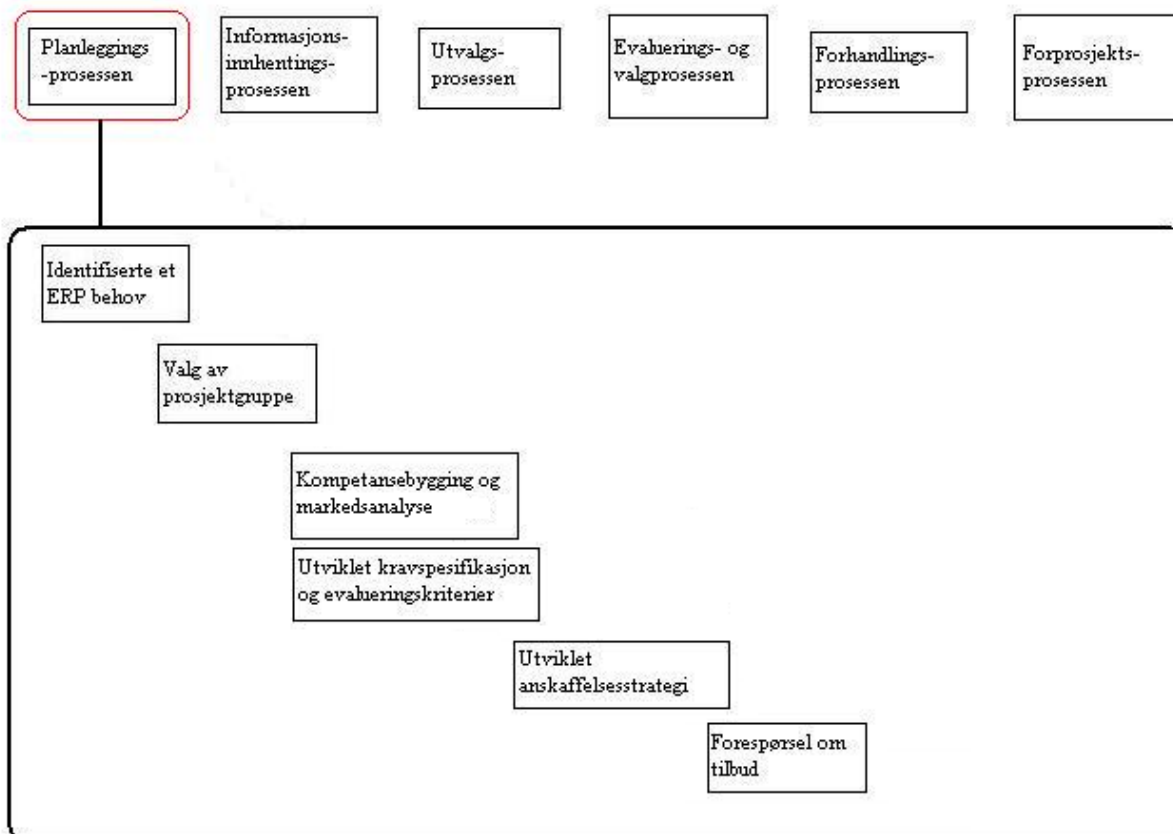 Planleggings
-prosessen
Informasjons-
innhentings-
prosessen
Utvalgs-
prosessen
Evaluerings- og
valgprosessen
Forhandlings-
prosessen
Forprosjekts-
prosessen
Identifiserte et
ERP behov
Valg av
prosjektgruppe
Kompetansebygging og
markedsanalyse
Utviklet kravspesifikasjon
og evalueringskriterier
Utviklet
anskaffelsesstrategi
Forespørsel om
tilbud